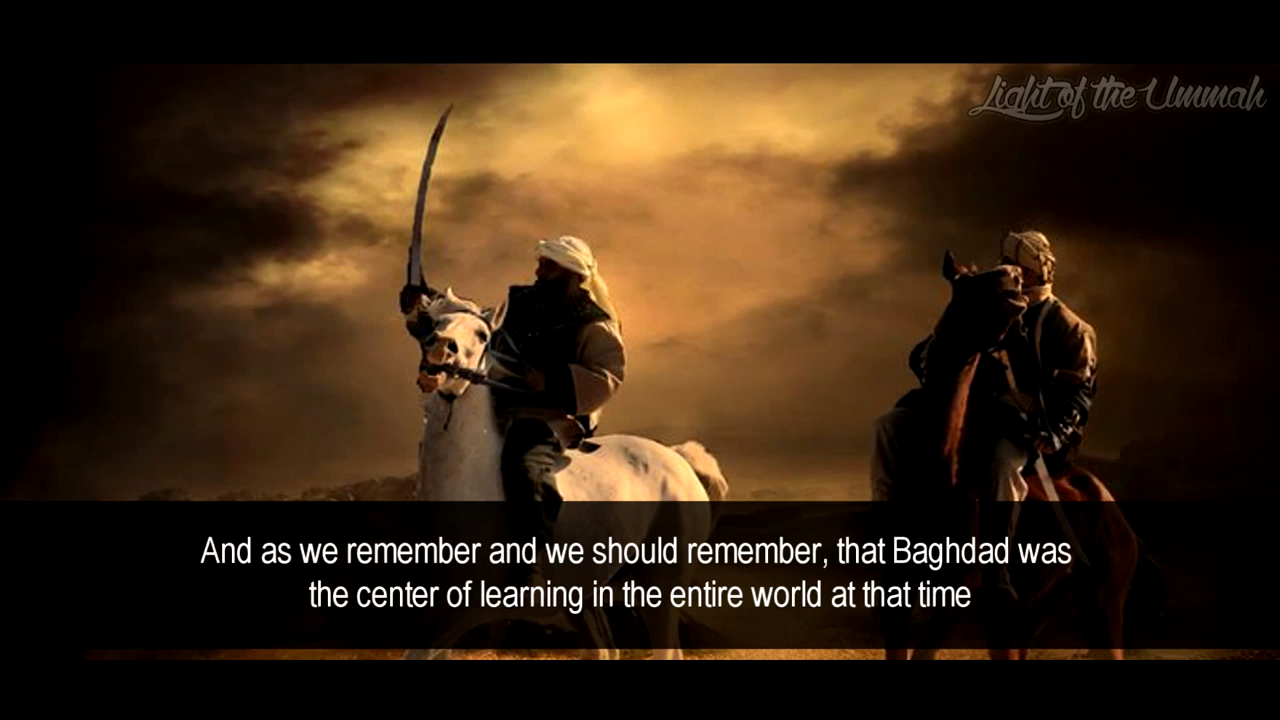 Light of the Ummah
And as we remember and we should remember, that Baghdad was
the center of learning in the entire world at that time